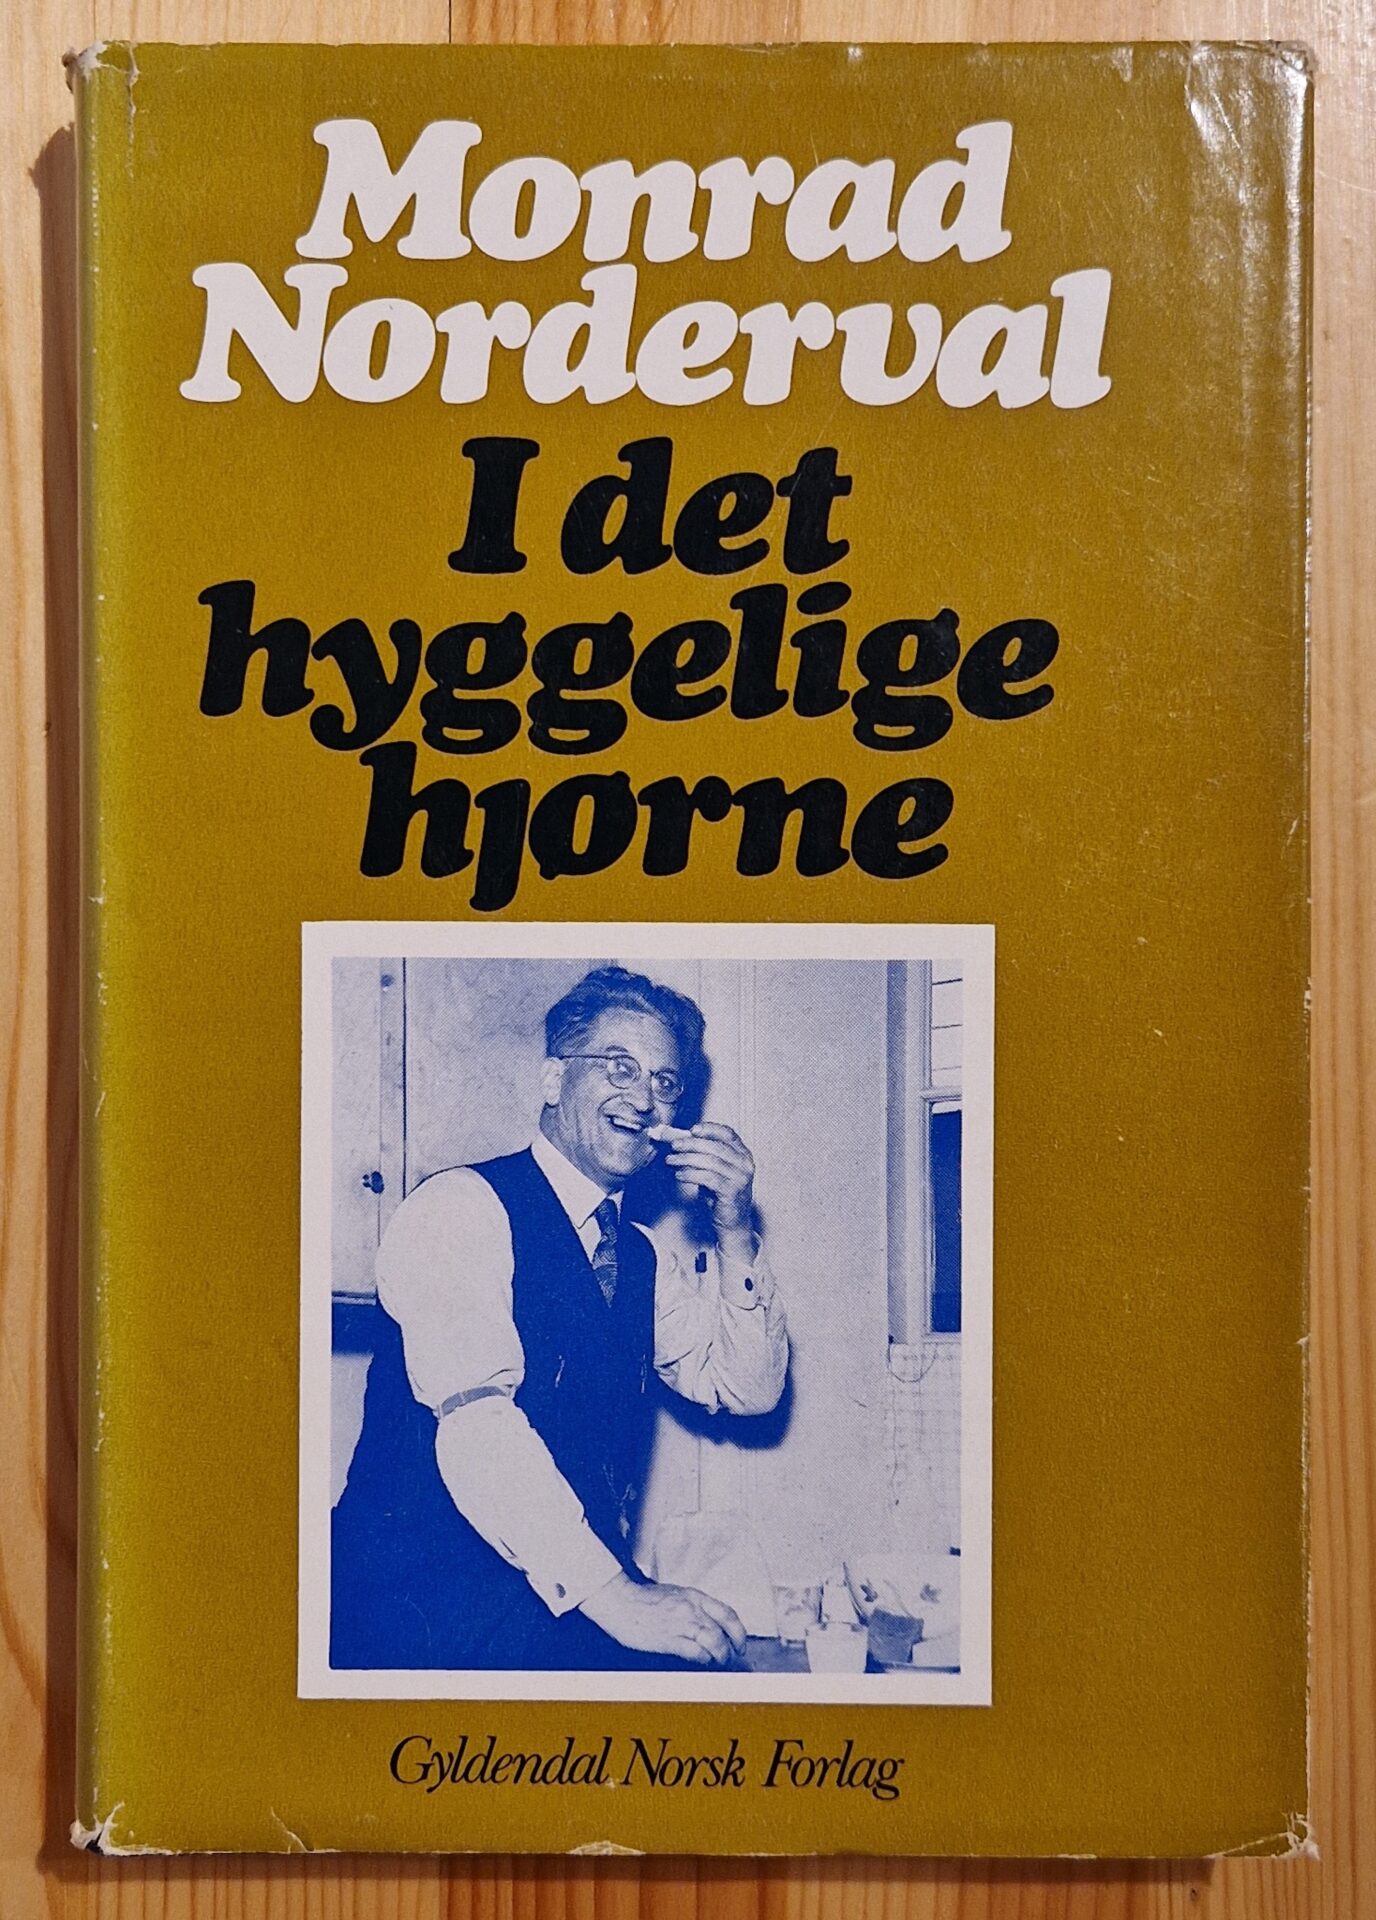 Monrad
Norderval
I det
hyggelige
hjørne
Gyldendal Norsk Forlag